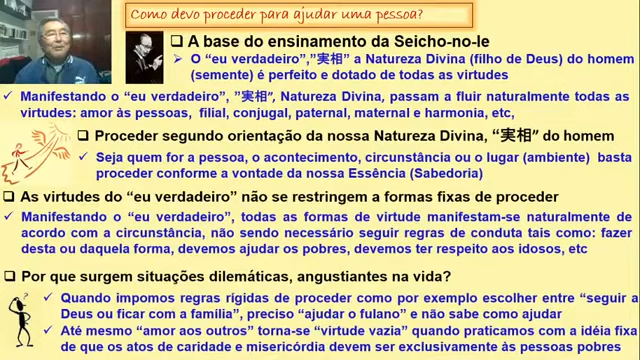 Como devo proceder para ajudar uma pessoa?
❑ A base do ensinamento da Seicho-no-Ie
➢ O “eu verdadeiro”,”実相” a Natureza Divina (filho de Deus) do homem
(semente) é perfeito e dotado de todas as virtudes
✓ Manifestando o “eu verdadeiro”, ”実相”, Natureza Divina, passam a fluir naturalmente todas as
virtudes: amor às pessoas, filial, conjugal, paternal, maternal e harmonia, etc,
❑ Proceder segundo orientação da nossa Natureza Divina, “実相” do homem
✓ Seja quem for a pessoa, o acontecimento, circunstância ou o lugar (ambiente) basta
proceder conforme a vontade da nossa Essência (Sabedoria)
❑ As virtudes do “eu verdadeiro” não se restringem a formas fixas de proceder
✓ Manifestando o “eu verdadeiro”, todas as formas de virtude manifestam-se naturalmente de
acordo com a circunstância, não sendo necessário seguir regras de conduta tais como: fazer
desta ou daquela forma, devemos ajudar os pobres, devemos ter respeito aos idosos, etc
❑ Por que surgem situações dilemáticas, angustiantes na vida?
✓ Quando impomos regras rígidas de proceder como por exemplo escolher entre “seguir a
Deus ou ficar com a família”, preciso “ajudar o fulano” e não sabe como ajudar
✓ Até mesmo “amor aos outros” torna-se “virtude vazia” quando praticamos com a idéia fixa
de que os atos de caridade e misericórdia devem ser exclusivamente às pessoas pobres